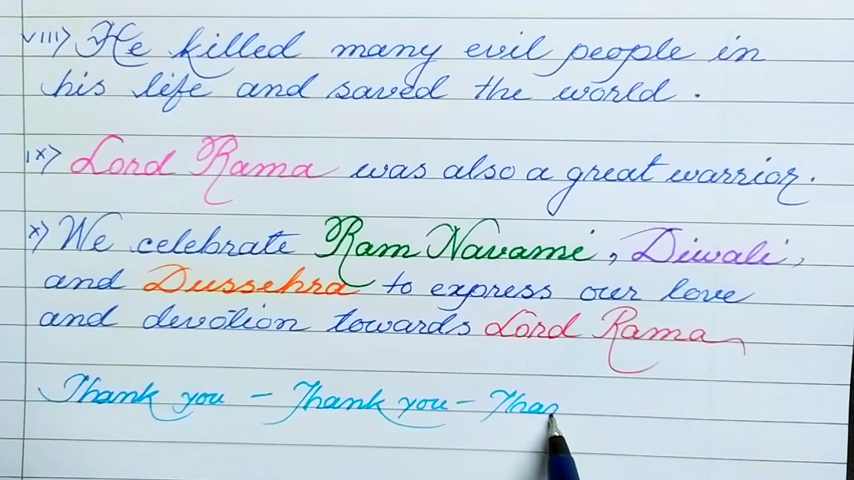 viii) He killed many evil people in
his life and saved the world.
ix) Lord Rama was also a great warrior.
x) We celebrate Ram Navami, Diwali,
and Dussehra to express our love
and devotion towards Lord Rama
Thank you - Thank you - Than